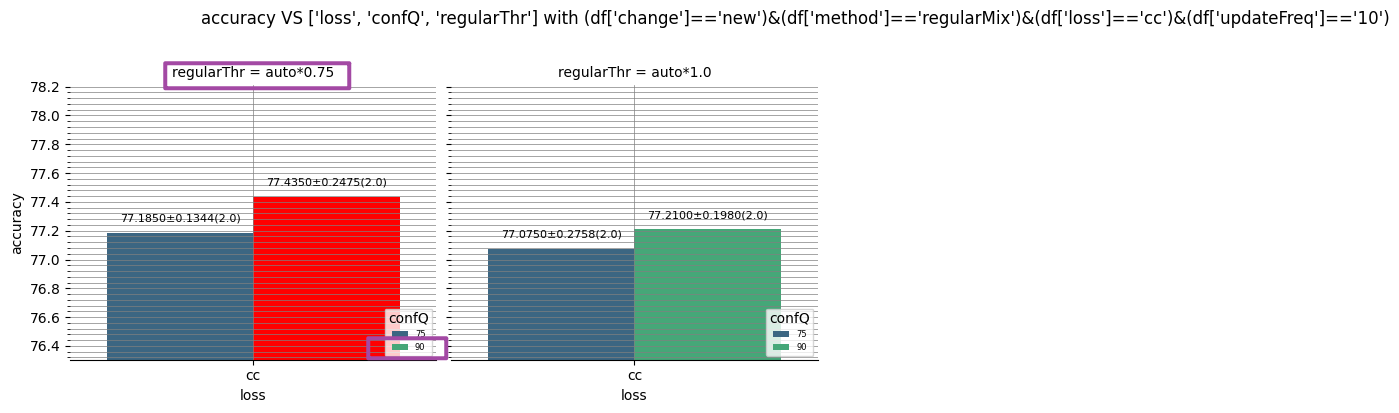 accuracy VS ['loss', 'confQ', 'regularThr'] with (df['change']=='new')&(df['method']=='regularMix')&(df['loss']=='cc')&(df['updateFreq']=='10')
regularThr = auto*0.75
regularThr = auto*1.0
78.2
78.0
77.8
77.6
77.4
77.2
77.0
76.8
76.6
76.4
accuracy
77.1850±0.1344(2.0)
77.4350±0.2475(2.0)
77.0750±0.2758(2.0)
77.2100±0.1980(2.0)
confQ
75
90
confQ
75
90
cc
loss
cc
loss